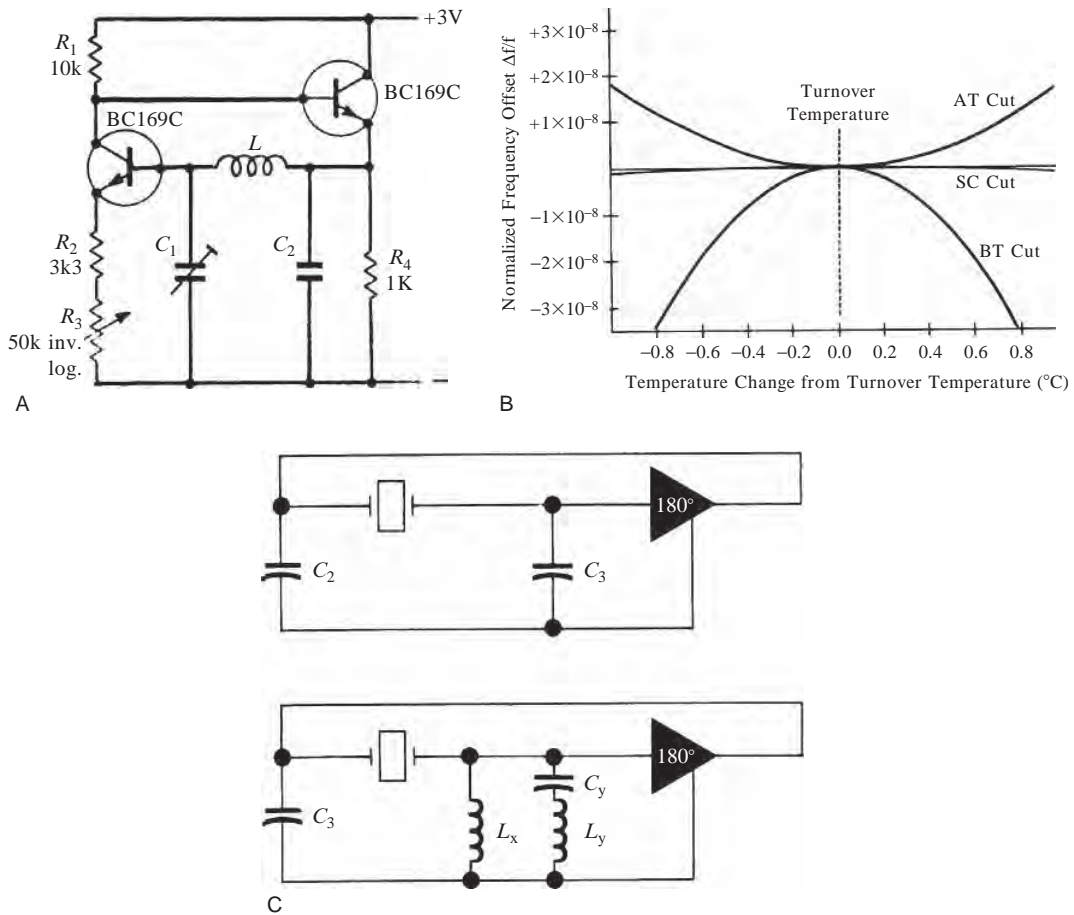 +3V
R1
10k
BC169C
BC169C
L
R2
3k3
C1
C2
R4
1K
R3
50k inv.
log.
A
Normalized Frequency Offset Δf/f
+3×10⁻⁸
+2×10⁻⁸
+1×10⁻⁸
0
−1×10⁻⁸
−2×10⁻⁸
−3×10⁻⁸
Turnover
Temperature
AT Cut
SC Cut
BT Cut
−0.8 −0.6 −0.4 −0.2 0.0 0.2 0.4 0.6 0.8
Temperature Change from Turnover Temperature (°C)
B
180°
C2
C3
180°
C3
Lx
Cy
Ly
C